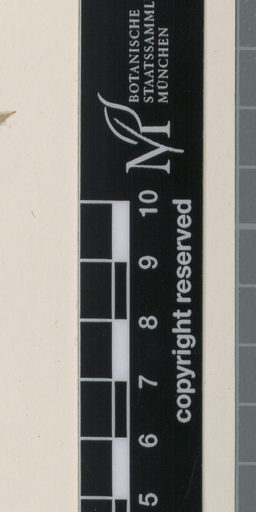 BOTANISCHE
STAATSSAMML
MÜNCHEN
M
10
9
8
7
6
5
copyright reserved